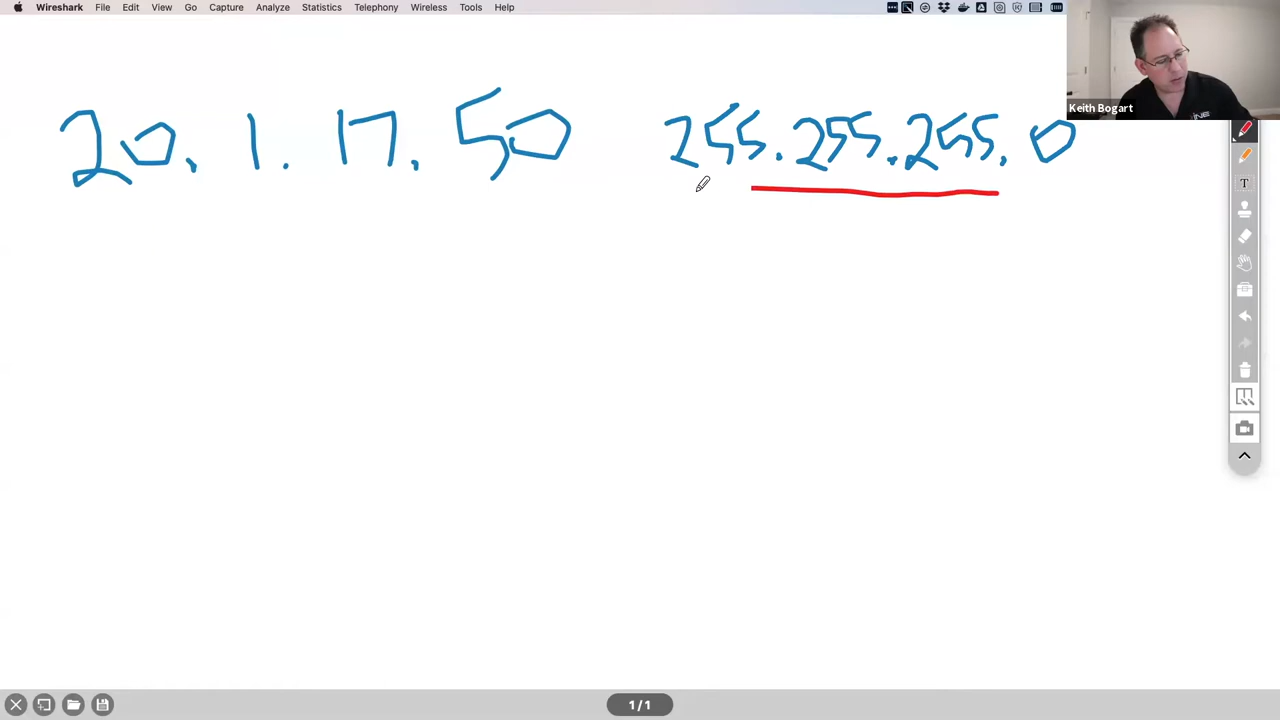 Wireshark File Edit View Go Capture Analyze Statistics Telephony Wireless Tools Help
Keith Bogart
20.1.17.50 255.255.255.0
T
INE
1/1